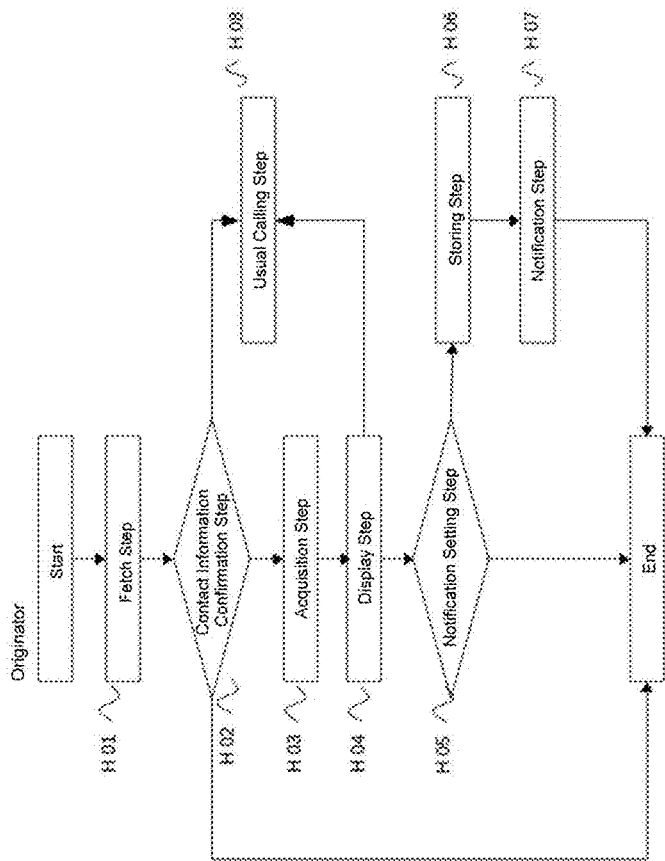 Originator
Start
H 01
Fetch Step
H 02
Contact Information
Confirmation Step
H 03
Acquisition Step
H 04
Display Step
H 05
Notification Setting Step
End
H 08
Usual Calling Step
H 06
Storing Step
H 07
Notification Step